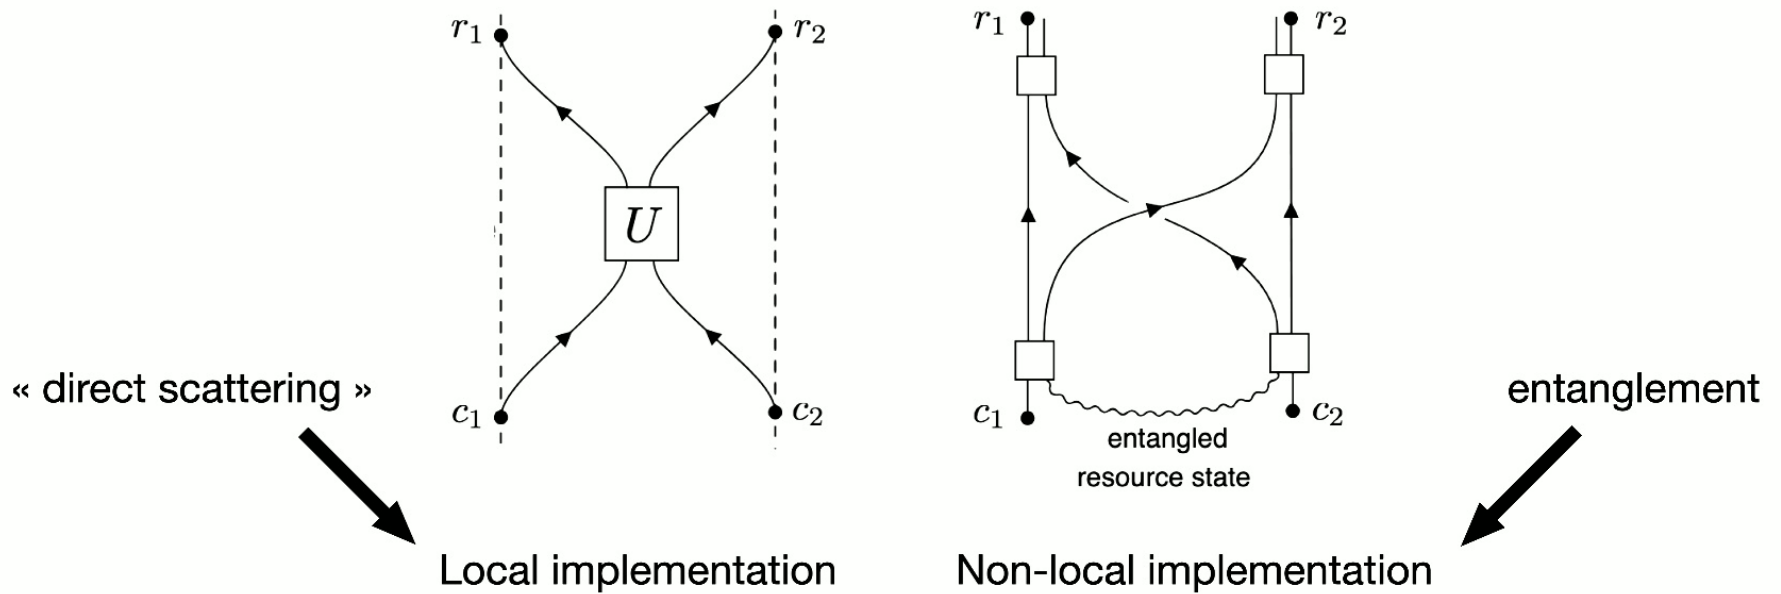 r₁
r₂
r₁
r₂
U
« direct scattering »
c₁
c₂
c₁
c₂
entangled
resource state
entanglement
Local implementation
Non-local implementation